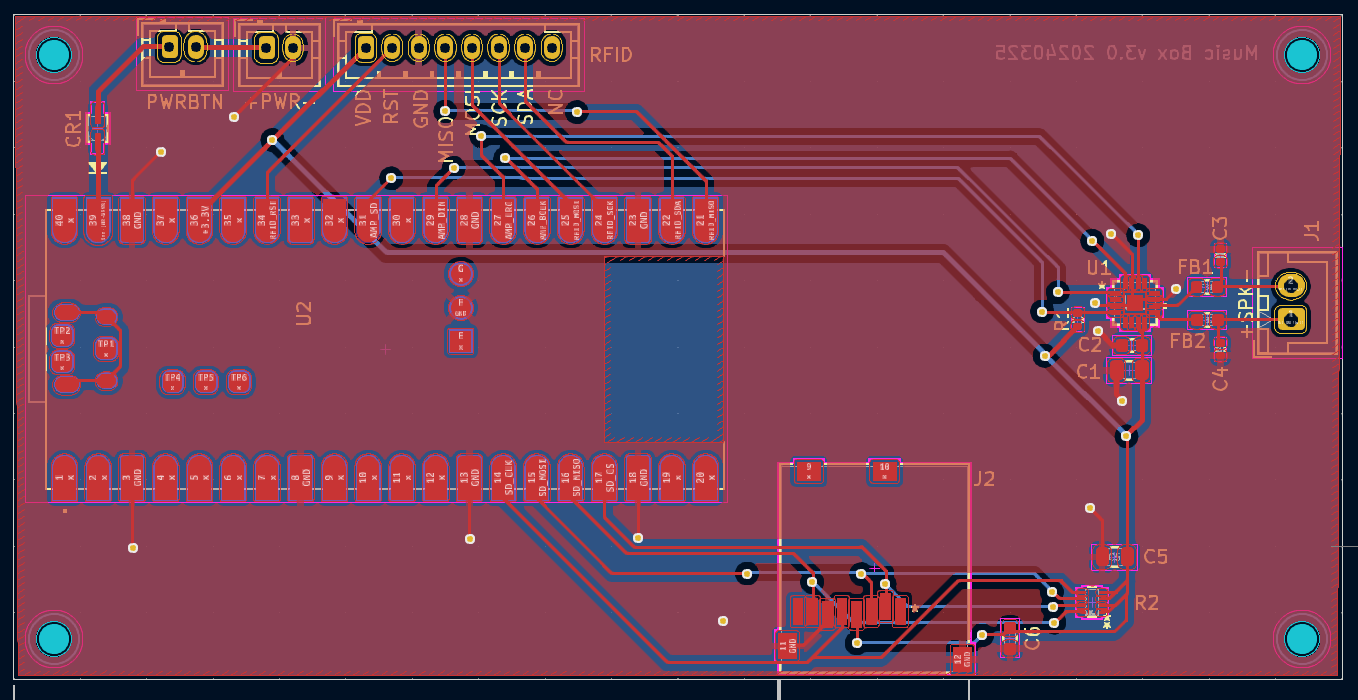 Music Box v3.0 20240325
RFID
PWRBTN
-PWR+
VDD
RST
GND
MISO
MOSI
SCK
SDA
NC
CR1
40
39
38
GND
37
36
+3.3V
35
34
RFID_RST
33
32
31
AMP_SD
30
29
AMP_DIN
28
GND
27
AMP_LRC
26
AMP_BCLK
25
RFID_MOSI
24
RFID_SCK
23
GND
22
RFID_SDA
21
RFID_MISO
U2
TP2
TP3
TP1
TP4
TP5
TP6
U1
C3
FB1
J1
+SPK-
FB2
C2
C1
C4
1
2
3
GND
4
5
6
7
8
GND
9
10
11
12
13
GND
14
SD_CLK
15
SD_MOSI
16
SD_MISO
17
SD_CS
18
GND
19
20
9
10
J2
C5
R2
C6
11
GND
12
GND